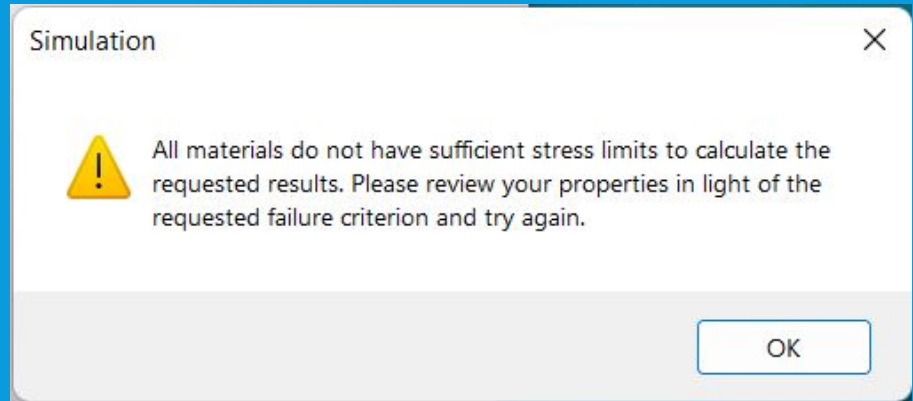 Simulation
All materials do not have sufficient stress limits to calculate the
requested results. Please review your properties in light of the
requested failure criterion and try again.
OK